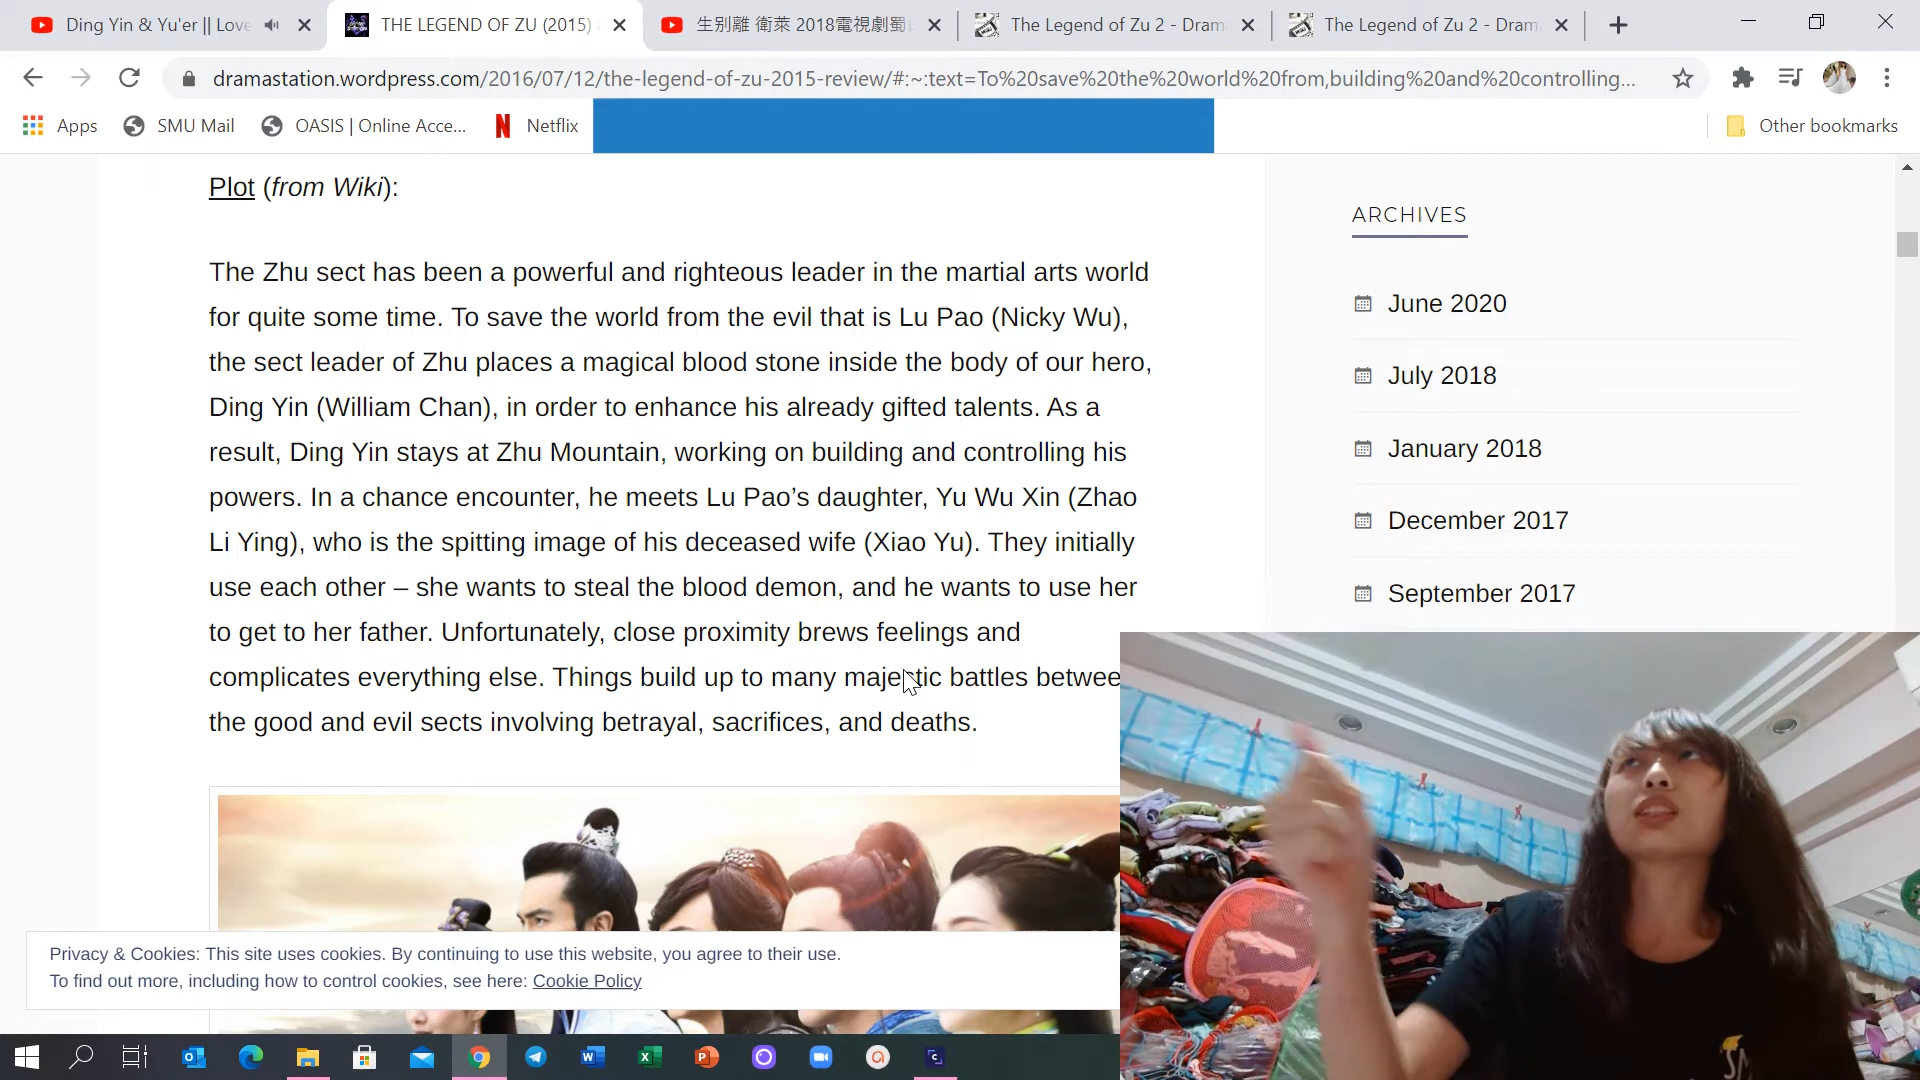 Ding Yin & Yu'er || Love
THE LEGEND OF ZU (2015)
生别離 衛萊 2018電視劇蜀
The Legend of Zu 2 - Dram
The Legend of Zu 2 - Dram
dramastation.wordpress.com/2016/07/12/the-legend-of-zu-2015-review/#:~:text=To%20save%20the%20world%20from,building%20and%20controlling...
Apps
SMU Mail
OASIS | Online Acce...
Netflix
Other bookmarks
Plot (from Wiki):
The Zhu sect has been a powerful and righteous leader in the martial arts world
for quite some time. To save the world from the evil that is Lu Pao (Nicky Wu),
the sect leader of Zhu places a magical blood stone inside the body of our hero,
Ding Yin (William Chan), in order to enhance his already gifted talents. As a
result, Ding Yin stays at Zhu Mountain, working on building and controlling his
powers. In a chance encounter, he meets Lu Pao’s daughter, Yu Wu Xin (Zhao
Li Ying), who is the spitting image of his deceased wife (Xiao Yu). They initially
use each other – she wants to steal the blood demon, and he wants to use her
to get to her father. Unfortunately, close proximity brews feelings and
complicates everything else. Things build up to many majestic battles betwee
the good and evil sects involving betrayal, sacrifices, and deaths.
ARCHIVES
June 2020
July 2018
January 2018
December 2017
September 2017
Privacy & Cookies: This site uses cookies. By continuing to use this website, you agree to their use.
To find out more, including how to control cookies, see here: Cookie Policy